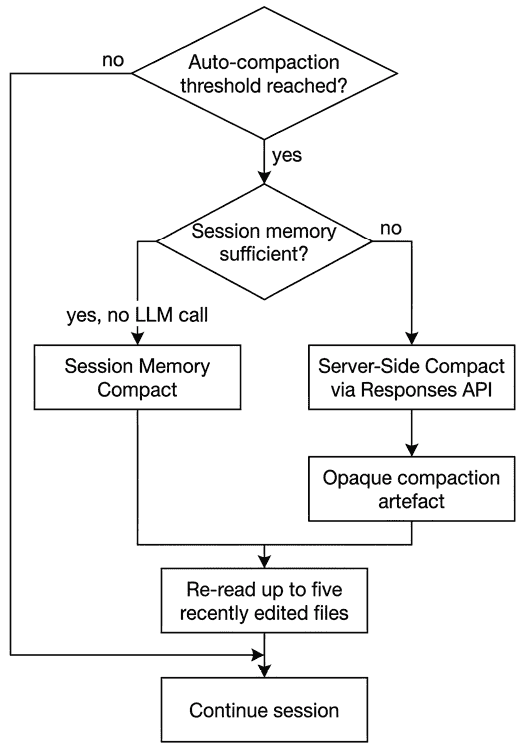 Auto-compaction
threshold reached?
no
yes
Session memory
sufficient?
no
yes, no LLM call
Session Memory
Compact
Server-Side Compact
via Responses API
Opaque compaction
artefact
Re-read up to five
recently edited files
Continue session